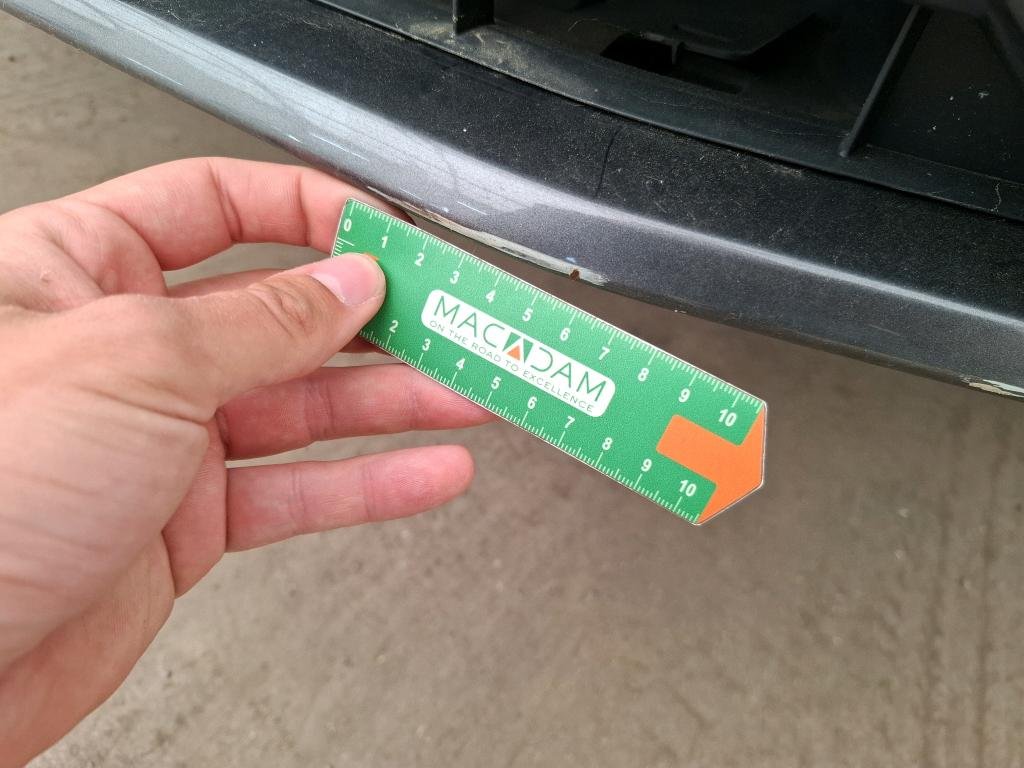 0 1 2 3 4 5 6 7 8 9 10
MACADAM
ON THE ROAD TO EXCELLENCE
2 3 4 5 6 7 8 9 10